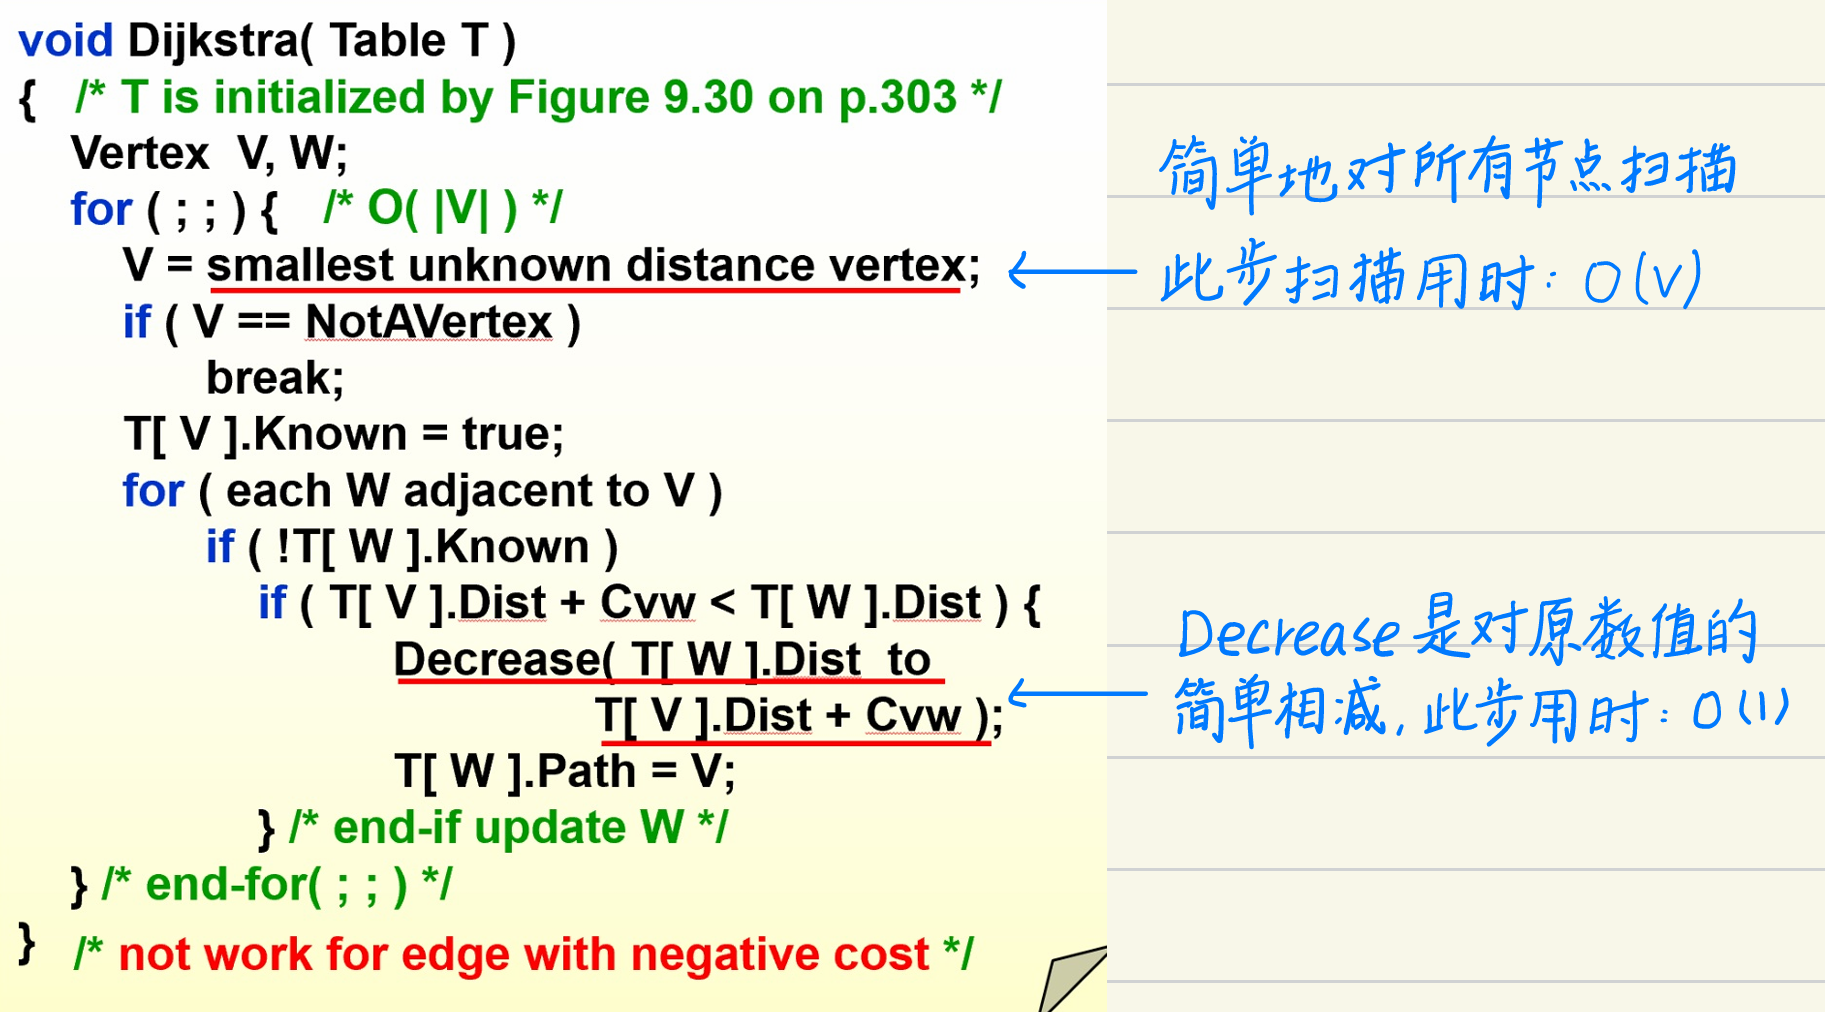 void Dijkstra( Table T )
{ /* T is initialized by Figure 9.30 on p.303 */
Vertex V, W;
for ( ; ; ) { /* O( |V| ) */
V = smallest unknown distance vertex;
if ( V == NotAVertex )
break;
T[ V ].Known = true;
for ( each W adjacent to V )
if ( !T[ W ].Known )
if ( T[ V ].Dist + Cvw < T[ W ].Dist ) {
Decrease( T[ W ].Dist to
T[ V ].Dist + Cvw );
T[ W ].Path = V;
} /* end-if update W */
} /* end-for( ; ; ) */
} /* not work for edge with negative cost */
简单地对所有节点扫描
此步扫描用时: O(V)
Decrease是对原数值的
简单相减, 此步用时: O(1)